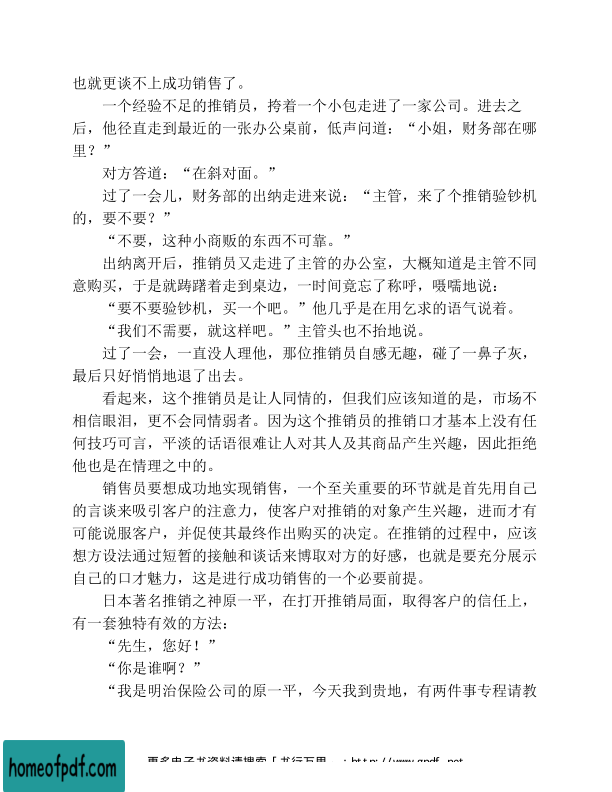 也就更谈不上成功销售了。
一个经验不足的推销员，挎着一个小包走进了一家公司。进去之
后，他径直走到最近的一张办公桌前，低声问道：“小姐，财务部在哪
里？”
对方答道：“在斜对面。”
过了一会儿，财务部的出纳走进来说：“主管，来了个推销验钞机
的，要不要？”
“不要，这种小商贩的东西不可靠。”
出纳离开后，推销员又走进了主管的办公室，大概知道是主管不同
意购买，于是就踌躇着走到桌边，一时间竟忘了称呼，嗫嚅地说：
“要不要验钞机，买一个吧。”他几乎是在用乞求的语气说着。
“我们不需要，就这样吧。”主管头也不抬地说。
过了一会，一直没人理他，那位推销员自感无趣，碰了一鼻子灰，
最后只好悄悄地退了出去。
看起来，这个推销员是让人同情的，但我们应该知道的是，市场不
相信眼泪，更不会同情弱者。因为这个推销员的推销口才基本上没有任
何技巧可言，平淡的话语很难让人对其人及其商品产生兴趣，因此拒绝
他也是在情理之中的。
销售员要想成功地实现销售，一个至关重要的环节就是首先用自己
的言谈来吸引客户的注意力，使客户对推销的对象产生兴趣，进而才有
可能说服客户，并促使其最终作出购买的决定。在推销的过程中，应该
想方设法通过短暂的接触和谈话来博取对方的好感，也就是要充分展示
自己的口才魅力，这是进行成功销售的一个必要前提。
日本著名推销之神原一平，在打开推销局面，取得客户的信任上，
有一套独特有效的方法：
“先生，您好！”
“你是谁啊？”
“我是明治保险公司的原一平，今天我到贵地，有两件事专程请教
homeofpdf.com